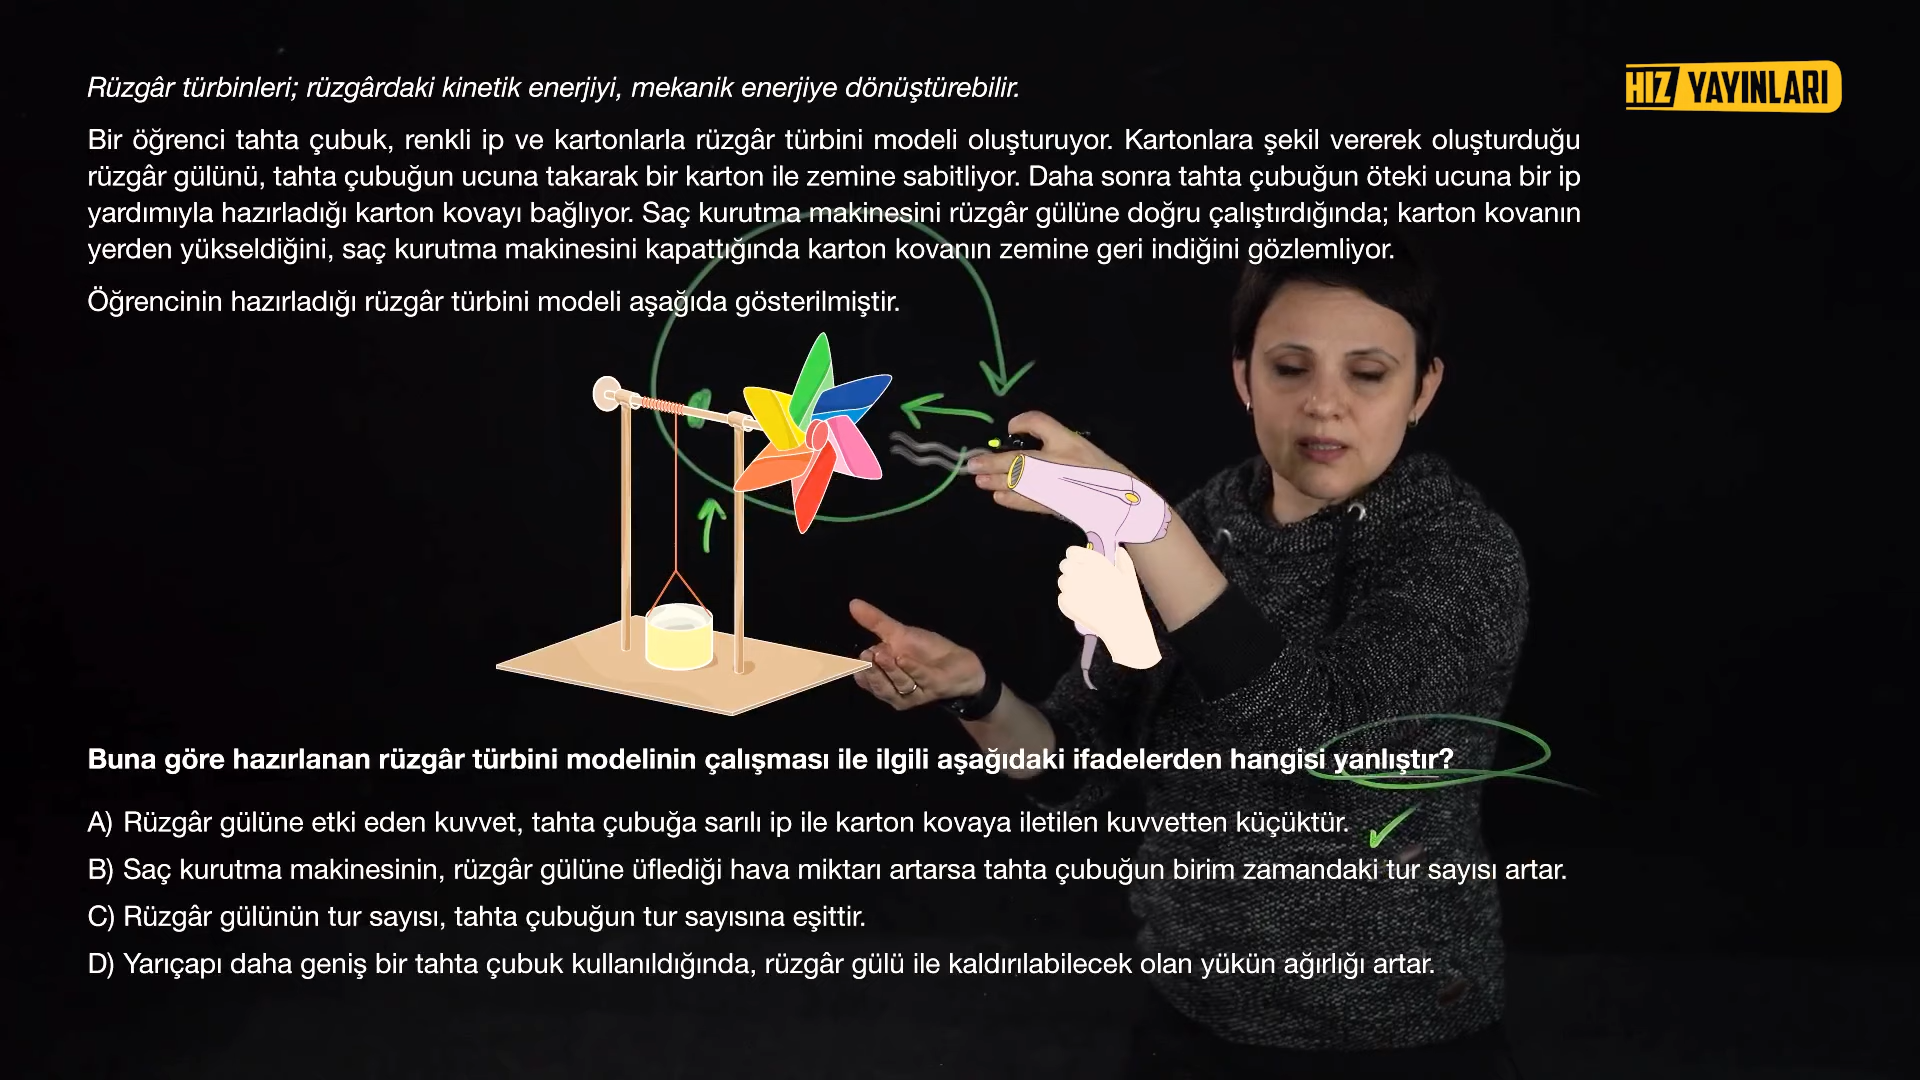 HIZ YAYINLARI
Rüzgâr türbinleri; rüzgârdaki kinetik enerjiyi, mekanik enerjiye dönüştürebilir.
Bir öğrenci tahta çubuk, renkli ip ve kartonlarla rüzgâr türbini modeli oluşturuyor. Kartonlara şekil vererek oluşturduğu
rüzgâr gülünü, tahta çubuğun ucuna takarak bir karton ile zemine sabitliyor. Daha sonra tahta çubuğun öteki ucuna bir ip
yardımıyla hazırladığı karton kovayı bağlıyor. Saç kurutma makinesini rüzgâr gülüne doğru çalıştırdığında; karton kovanın
yerden yükseldiğini, saç kurutma makinesini kapattığında karton kovanın zemine geri indiğini gözlemliyor.
Öğrencinin hazırladığı rüzgâr türbini modeli aşağıda gösterilmiştir.
Buna göre hazırlanan rüzgâr türbini modelinin çalışması ile ilgili aşağıdaki ifadelerden hangisi yanlıştır?
A) Rüzgâr gülüne etki eden kuvvet, tahta çubuğa sarılı ip ile karton kovaya iletilen kuvvetten küçüktür.
B) Saç kurutma makinesinin, rüzgâr gülüne üflediği hava miktarı artarsa tahta çubuğun birim zamandaki tur sayısı artar.
C) Rüzgâr gülünün tur sayısı, tahta çubuğun tur sayısına eşittir.
D) Yarıçapı daha geniş bir tahta çubuk kullanıldığında, rüzgâr gülü ile kaldırılabilecek olan yükün ağırlığı artar.